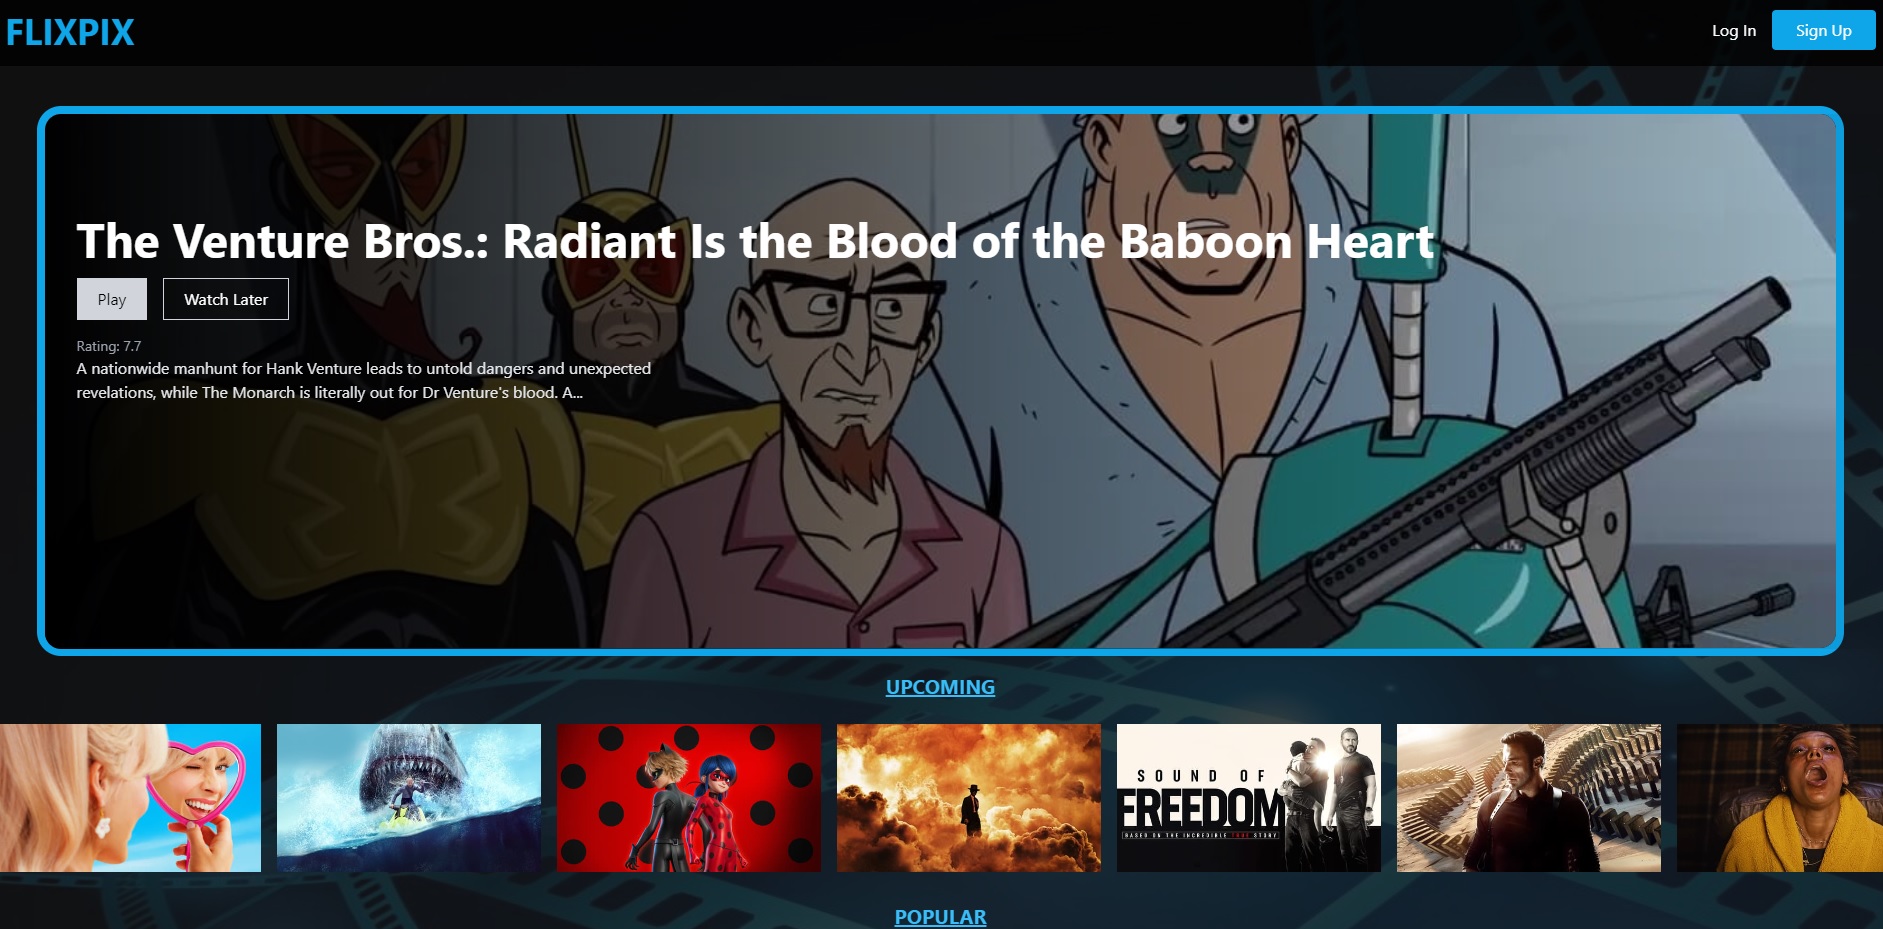 FLIXPIX
Log In
Sign Up
The Venture Bros.: Radiant Is the Blood of the Baboon Heart
Play
Watch Later
Rating: 7.7
A nationwide manhunt for Hank Venture leads to untold dangers and unexpected
revelations, while The Monarch is literally out for Dr Venture's blood. A...
UPCOMING
SOUND OF
FREEDOM
BASED ON THE INCREDIBLE TRUE STORY
POPULAR